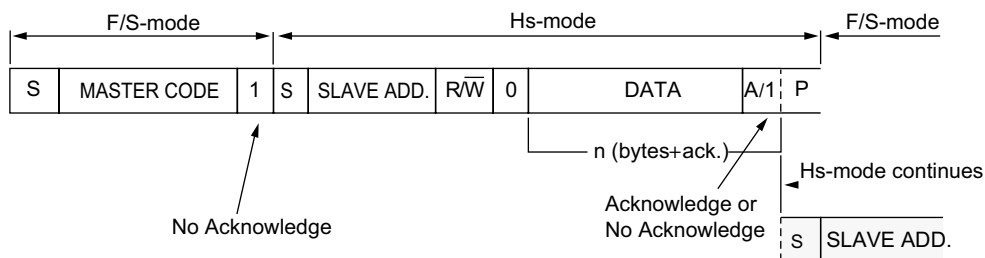 F/S-mode Hs-mode F/S-mode
S MASTER CODE 1 S SLAVE ADD. R/W̅ 0 DATA A/1 P
n (bytes+ack.)
Hs-mode continues
No Acknowledge
Acknowledge or
No Acknowledge
S SLAVE ADD.